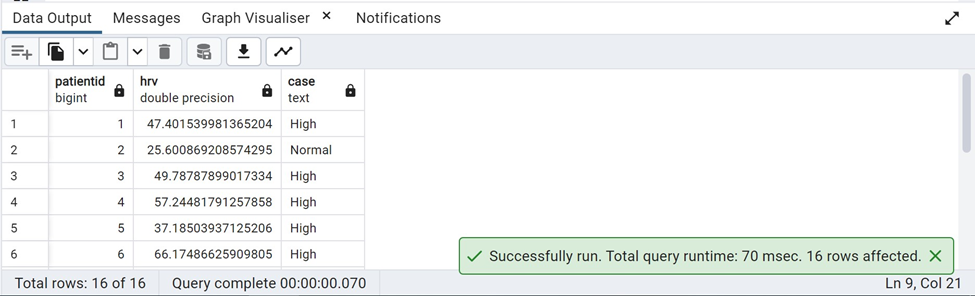 Data Output Messages Graph Visualiser × Notifications
patientid hrv case
bigint double precision text
1 1 47.401539981365204 High
2 2 25.600869208574295 Normal
3 3 49.78787899017334 High
4 4 57.24481791257858 High
5 5 37.18503937125206 High
6 6 66.17486625909805 High
Successfully run. Total query runtime: 70 msec. 16 rows affected. ×
Total rows: 16 of 16 Query complete 00:00:00.070 Ln 9, Col 21